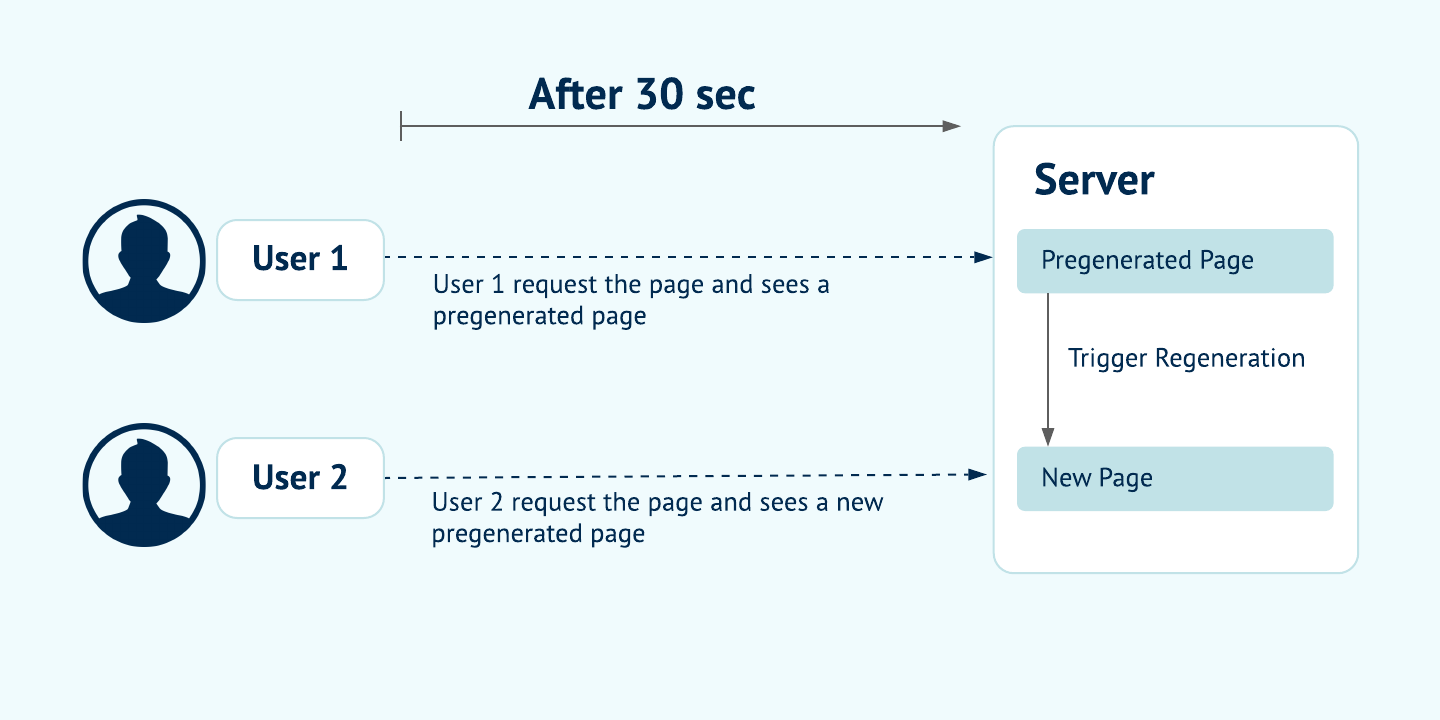 After 30 sec
Server
User 1
User 1 request the page and sees a
pregenerated page
Pregenerated Page
Trigger Regeneration
User 2
User 2 request the page and sees a new
pregenerated page
New Page